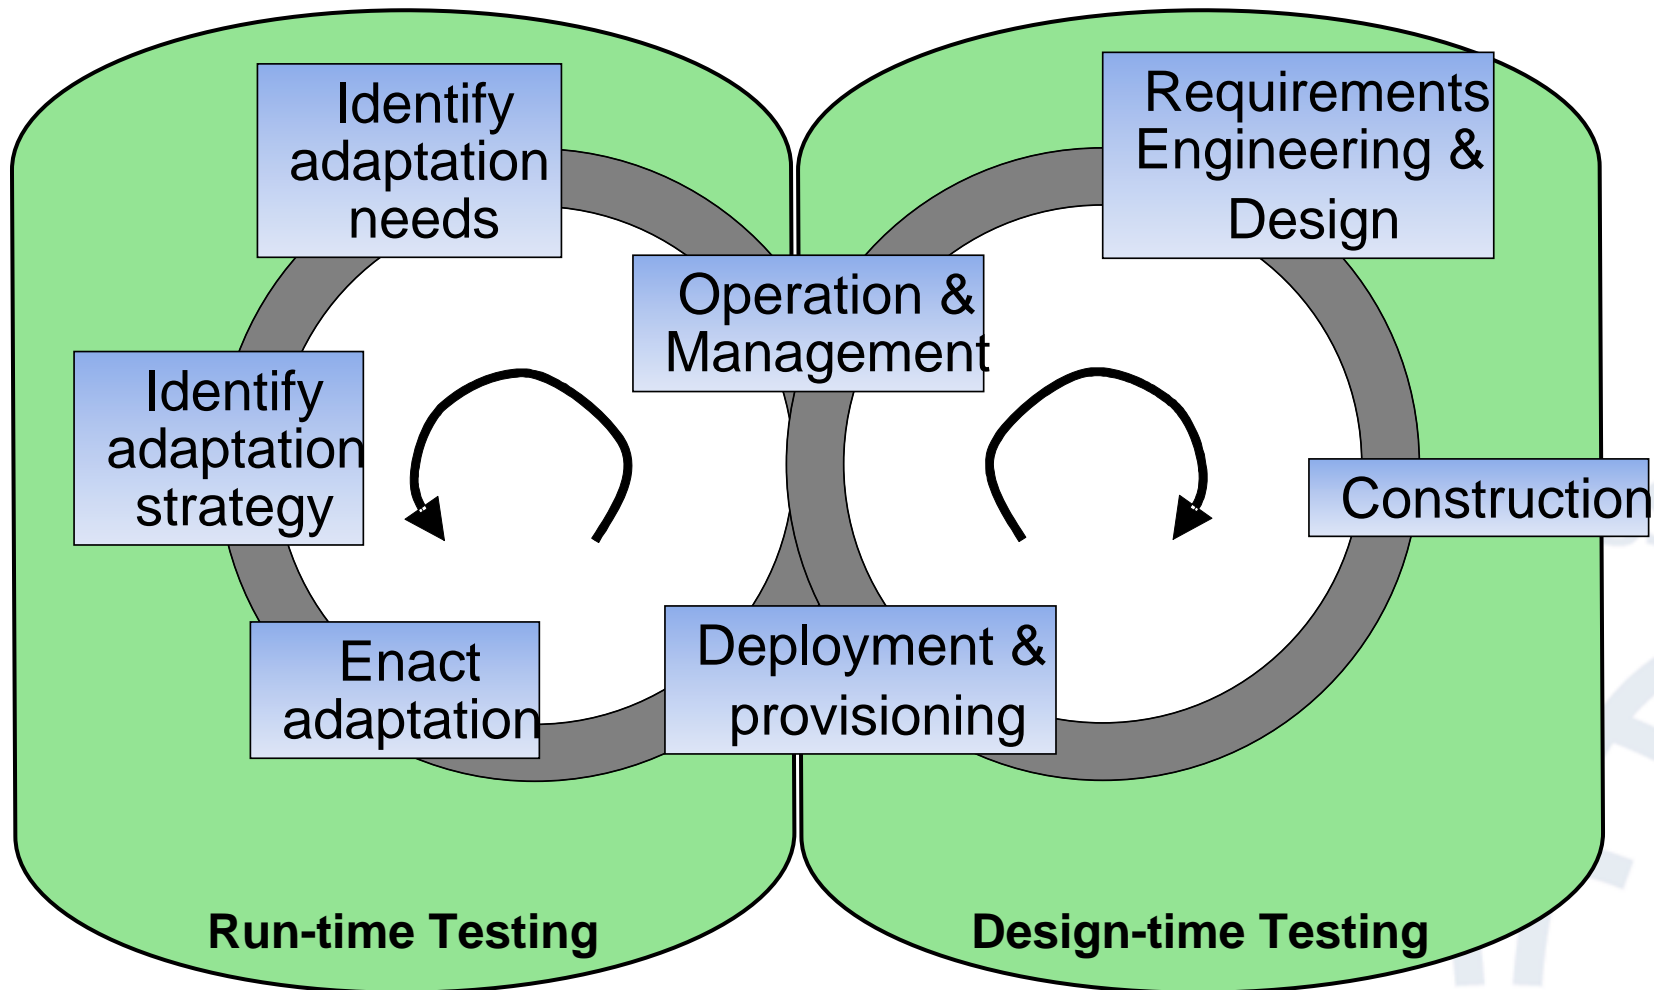 Identify
adaptation
needs
Requirements
Engineering &
Design
Operation &
Management
Identify
adaptation
strategy
Construction
Enact
adaptation
Deployment &
provisioning
Run-time Testing
Design-time Testing